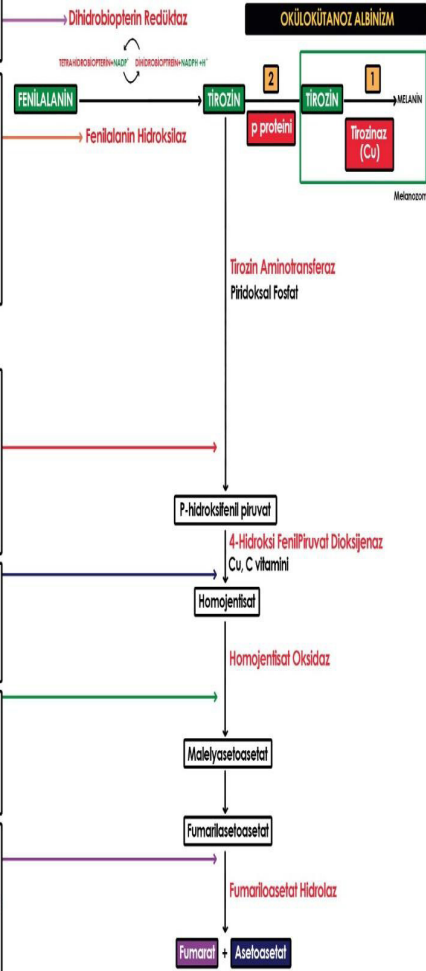 Dihidrobiopterin Redüktaz
OKÜLOKÜTANOZ ALBİNİZM
TETRAHİDROBİOPTERİN+NADP⁺ DİHİDROBİOPTREİN+NADPH+H⁺
FENİLALANİN
TİROZİN
2
p proteini
TİROZİN
1
Tirozinaz
(Cu)
MELANİN
Melanozom
Fenilalanin Hidroksilaz
Tirozin Aminotransferaz
Piridoksal Fosfat
P-hidroksifenil piruvat
4-Hidroksi FenilPiruvat Dioksijenaz
Cu, C vitamini
Homojentisat
Homojentisat Oksidaz
Malelyasetoasetat
Fumarilasetoasetat
Fumariloasetat Hidrolaz
Fumarat + Asetoasetat